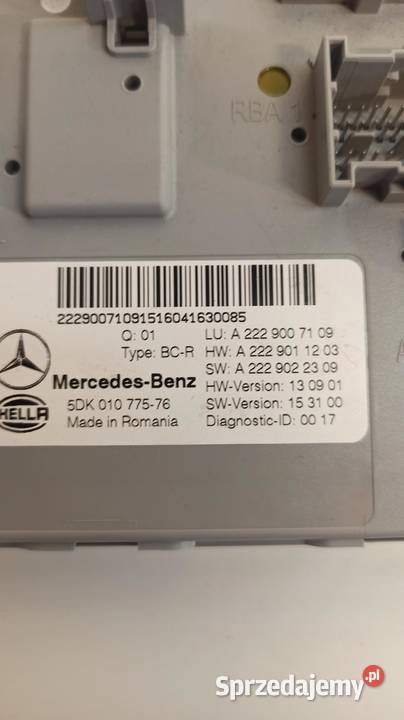 RBA 1
22290071091516041630085
Q: 01 LU: A 222 900 71 09
Type: BC-R HW: A 222 901 12 03
Mercedes-Benz SW: A 222 902 23 09
HW-Version: 13 09 01
HELLA 5DK 010 775-76 SW-Version: 15 31 00
Made in Romania Diagnostic-ID: 00 17
Sprzedajemy.pl